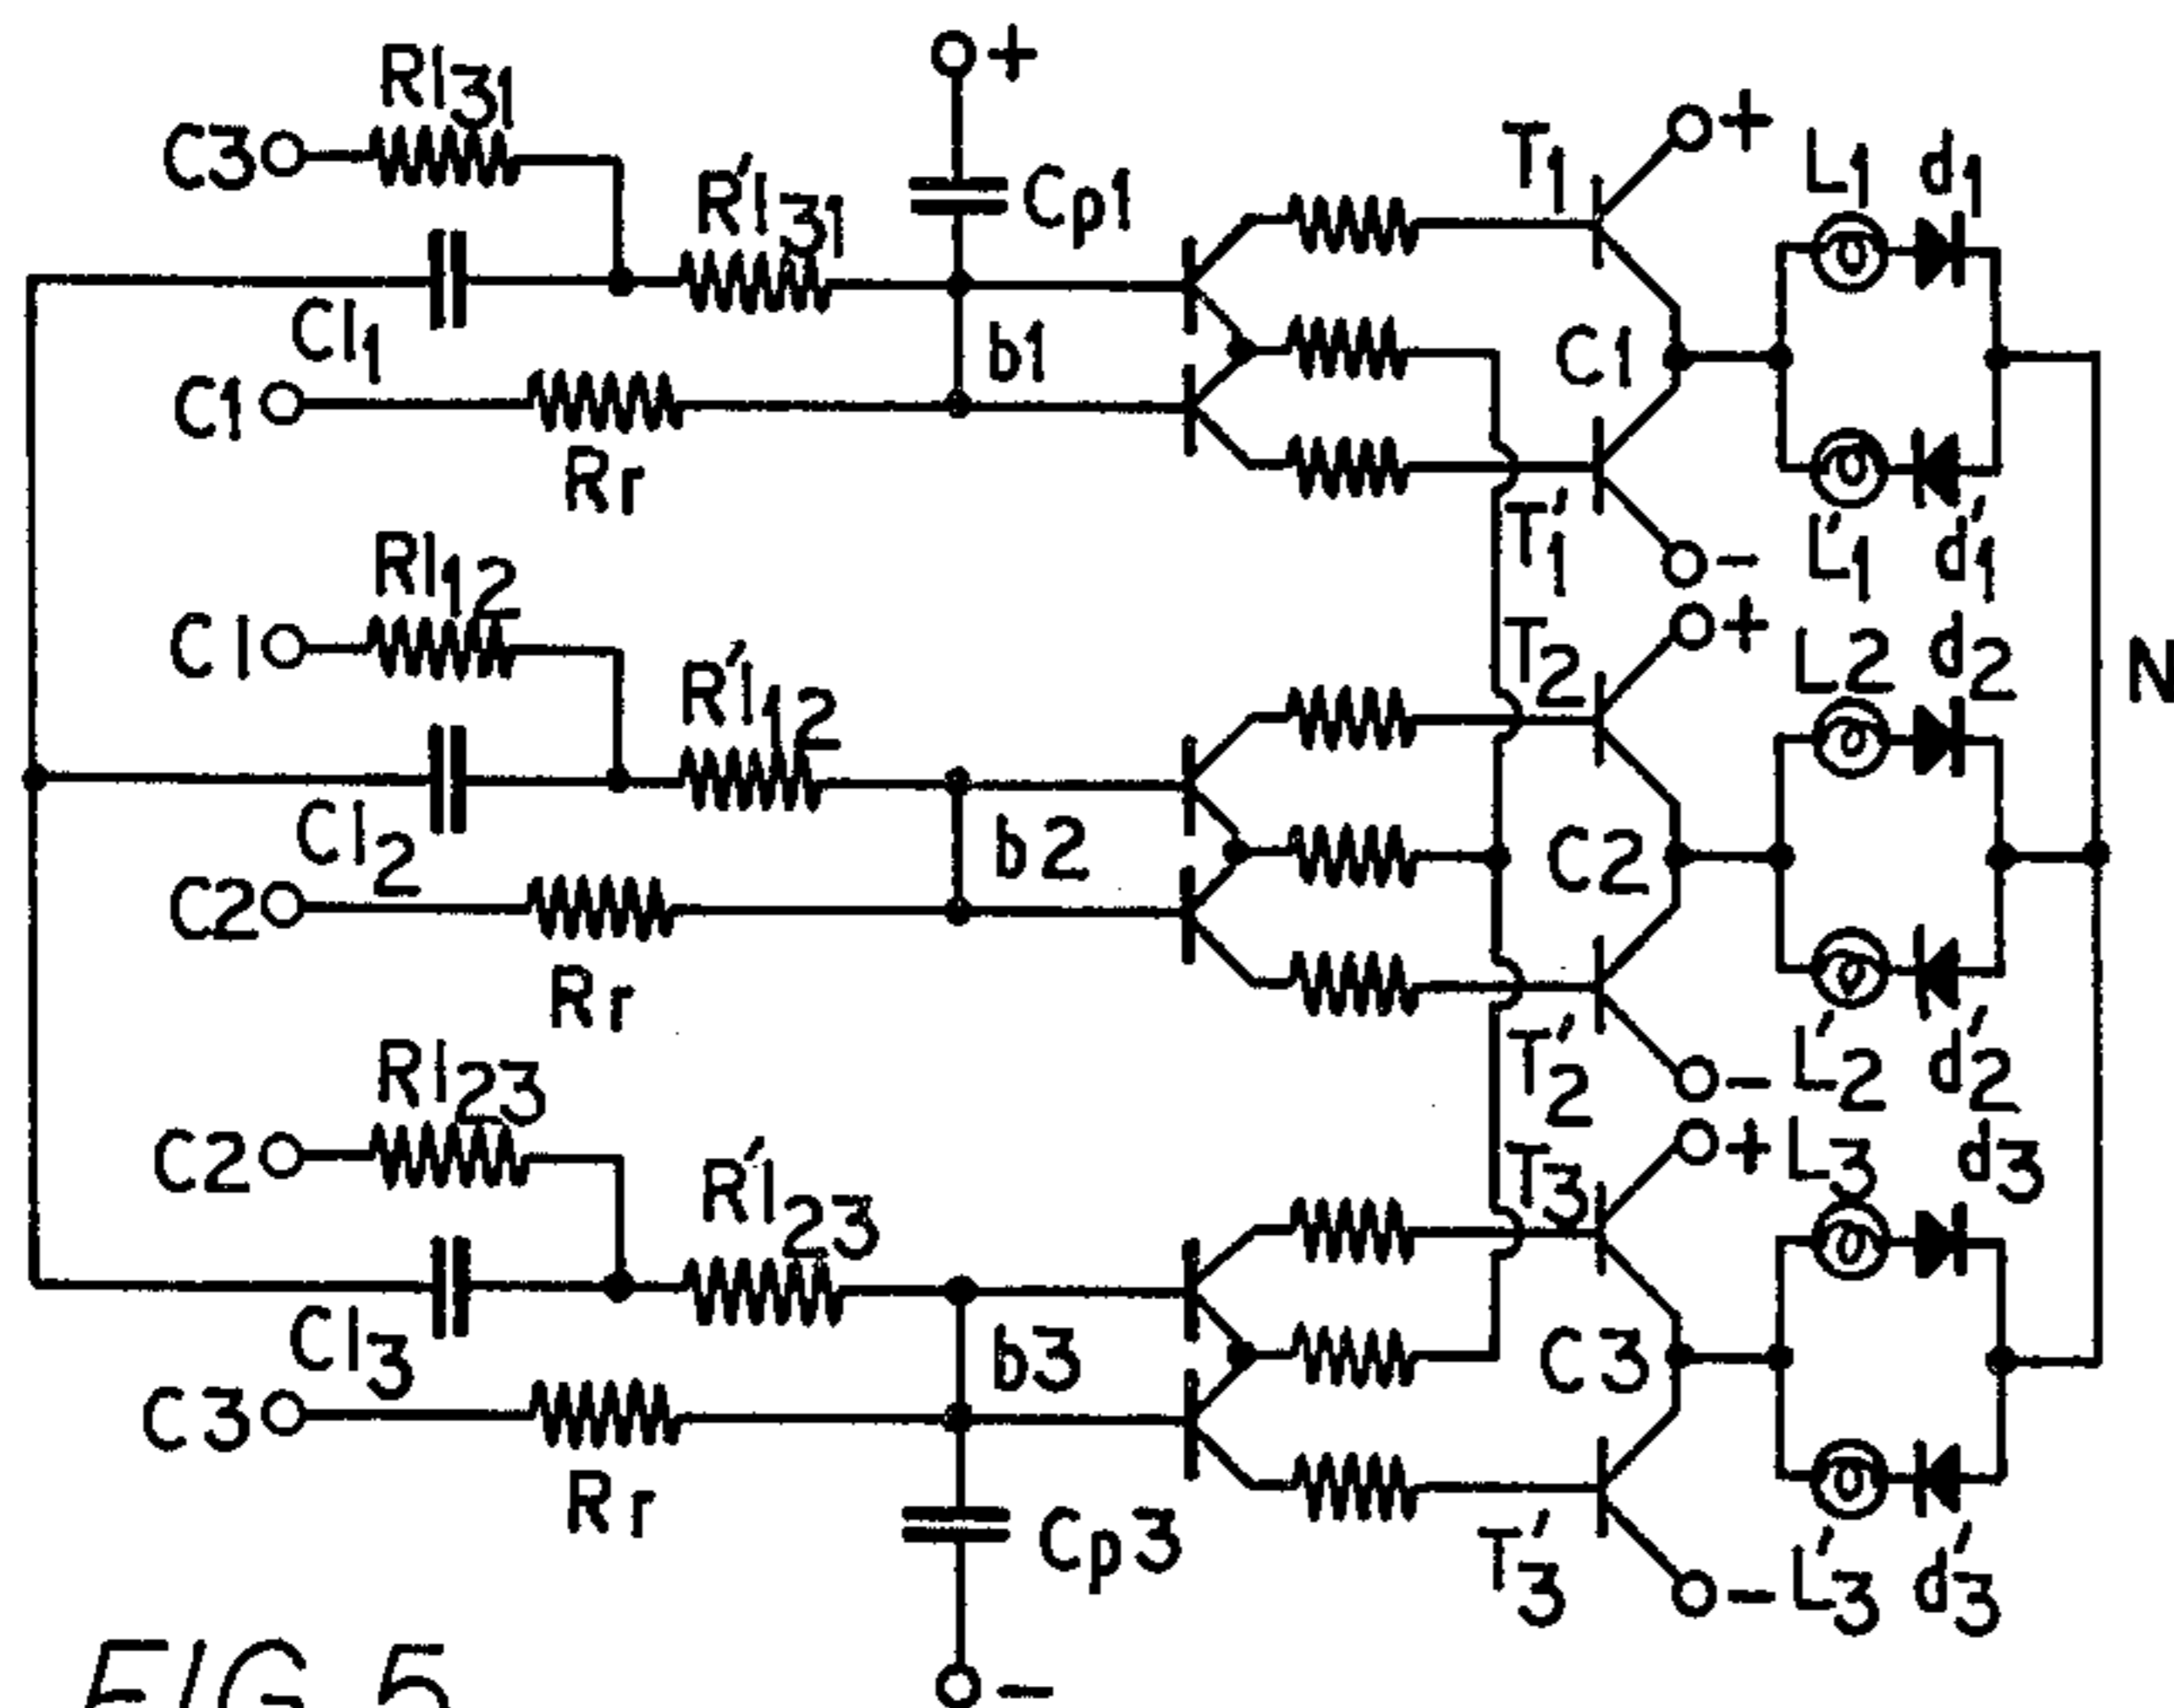 +
Rl31
C3
R'l31
Cp1
T1
+
L1
d1
Cl1
b1
C1
C1
Rr
T'1
-
L'1
d'1
Rl12
C1
R'l12
T2
+
L2
d2
N
Cl2
b2
C2
C2
Rr
T'2
-
L'2
d'2
Rl23
C2
R'l23
T3
+
L3
d3
Cl3
b3
C3
C3
Rr
Cp3
T'3
-
L'3
d'3
-
FIG 5